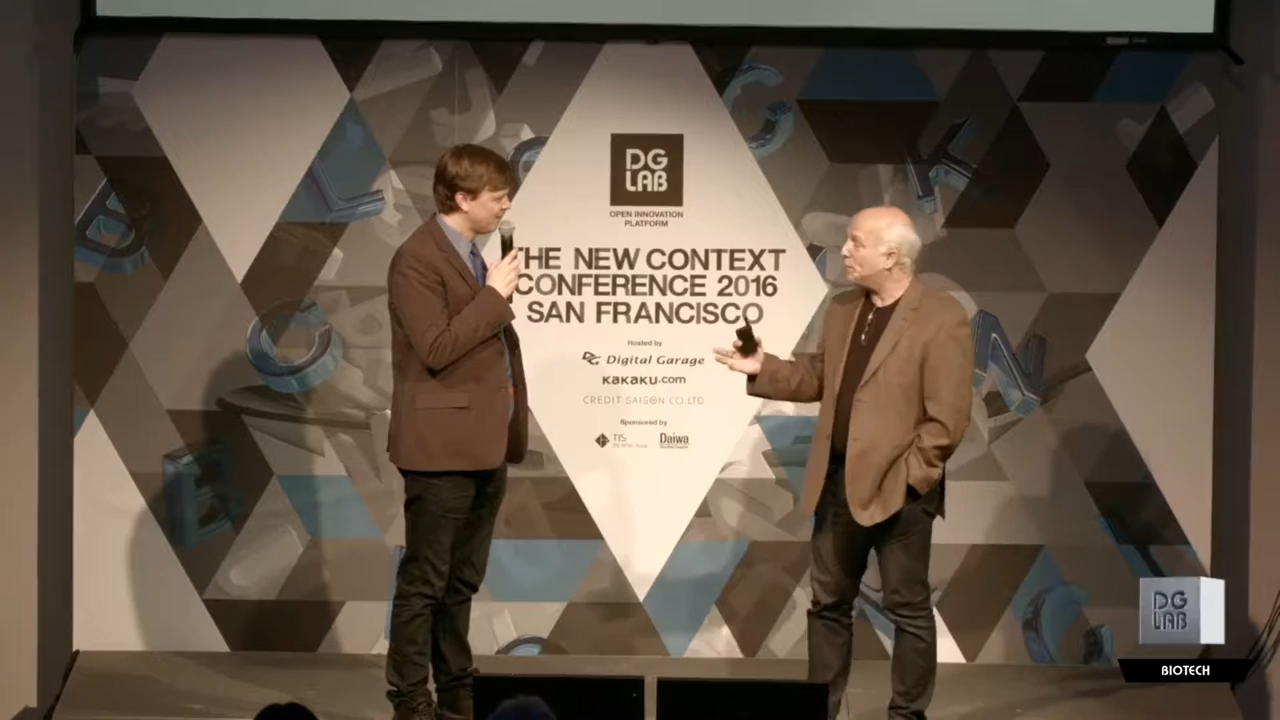 DG
LAB
OPEN INNOVATION
PLATFORM
THE NEW CONTEXT
CONFERENCE 2016
SAN FRANCISCO
Hosted by
Digital Garage
kakaku.com
CREDIT SAISON CO.LTD
Sponsored by
TIS
Daiwa
DG
LAB
BIOTECH